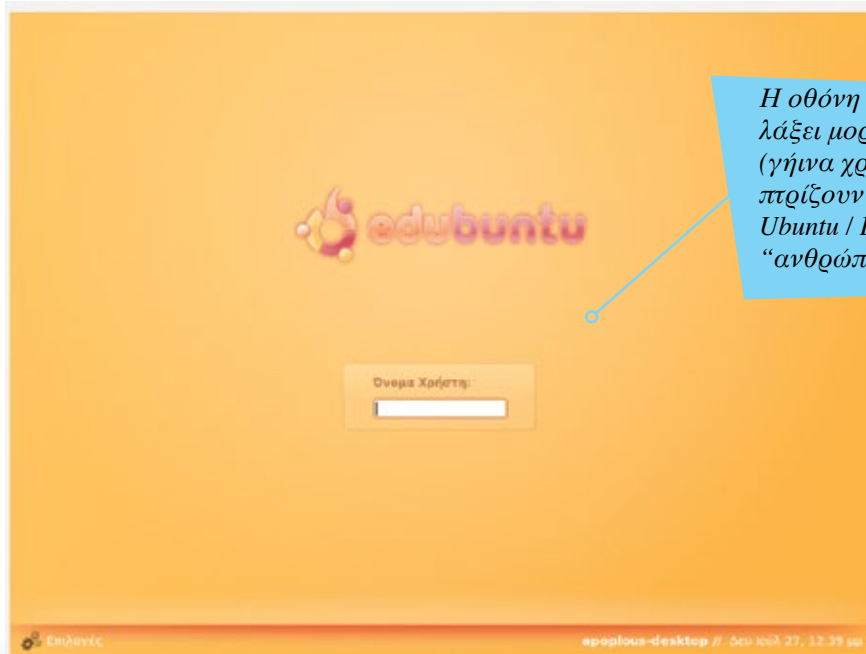 Η οθόνη
λάξει μορ
(γήινα χρ
πτρίζουν
Ubuntu /
“ανθρώπ
edubuntu
Όνομα Χρήστη:
Επιλογές
apoplous-desktop // Δευ Ιούλ 27, 12:39 μμ